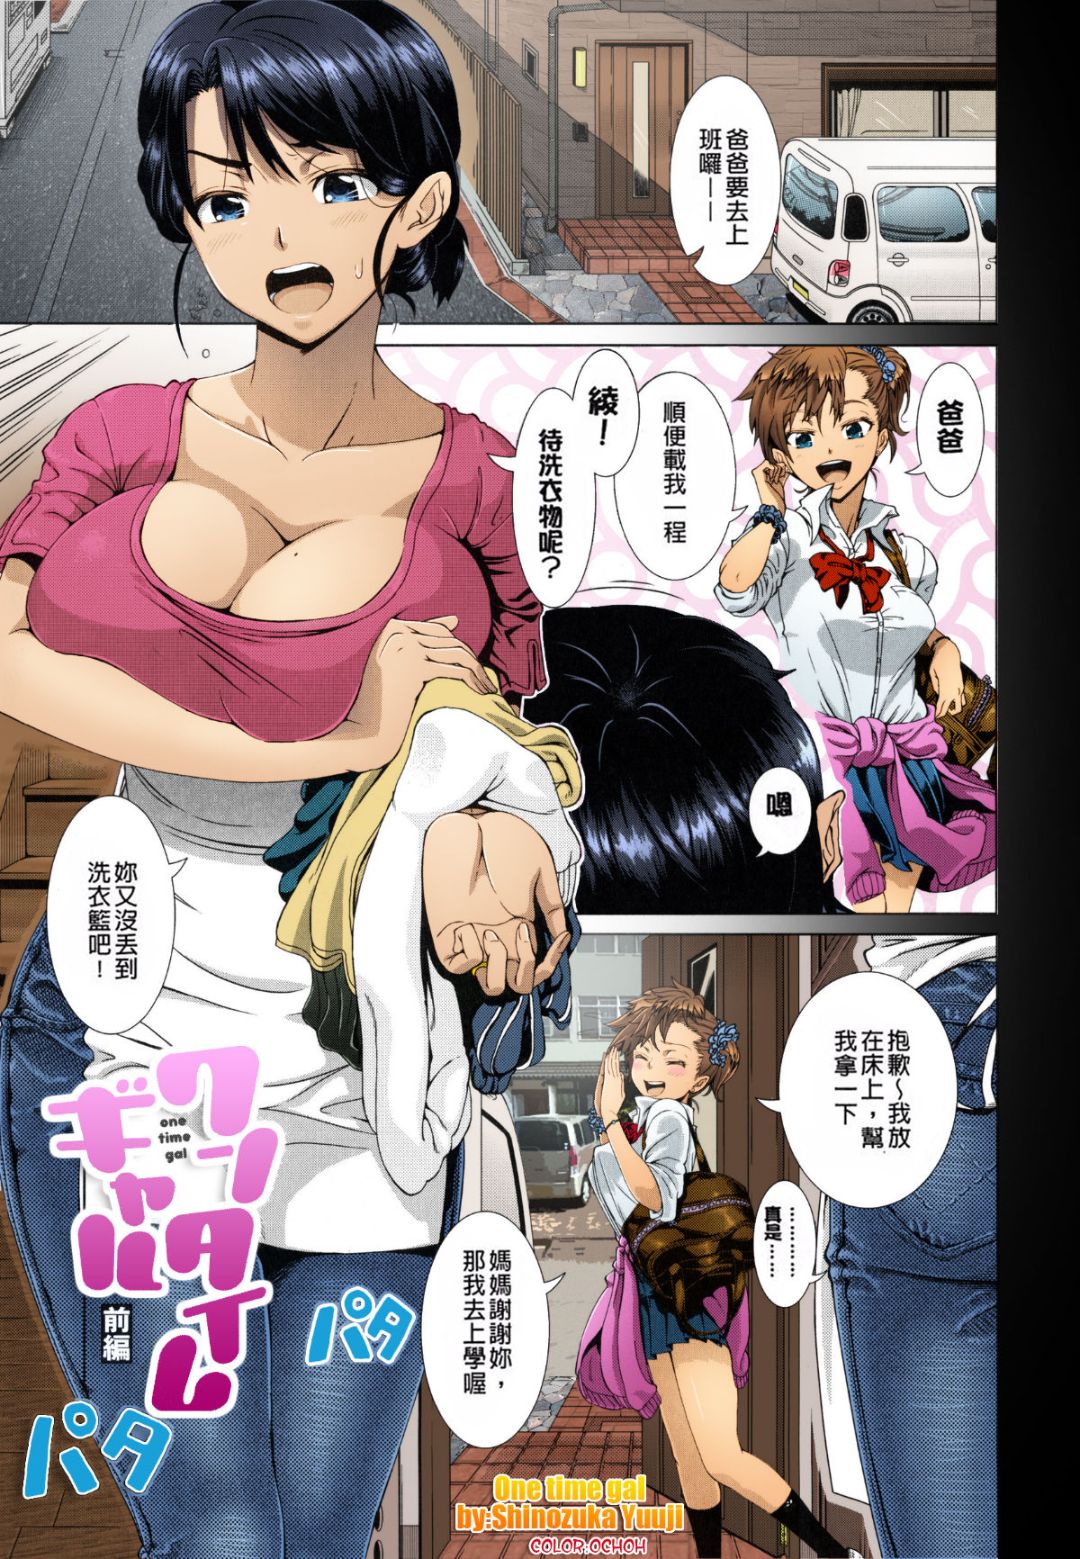 爸爸要去上
班囉——
爸爸
順便載我一程
綾！
待洗衣物呢？
嗯
妳又沒丟到
洗衣籃吧！
抱歉～我放
在床上，幫
我拿一下
…………
真是……
媽媽謝謝妳，
那我去上學喔
ワンタイム
ギャル
one
time
gal
前編
パタ
パタ
One time gal
by:Shinozuka Yuuji
COLOR:OCHOH